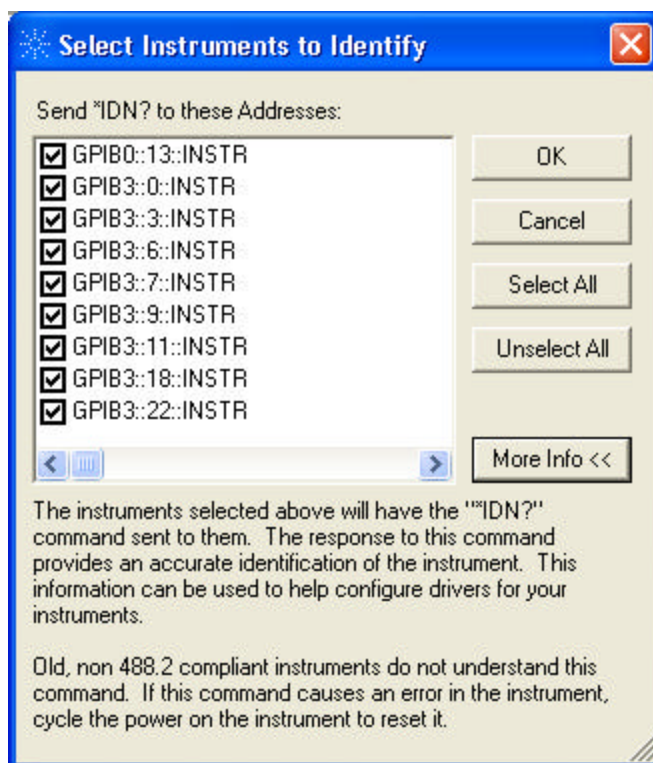 Select Instruments to Identify
Send *IDN? to these Addresses:
GPIB0::13::INSTR
GPIB3::0::INSTR
GPIB3::3::INSTR
GPIB3::6::INSTR
GPIB3::7::INSTR
GPIB3::9::INSTR
GPIB3::11::INSTR
GPIB3::18::INSTR
GPIB3::22::INSTR
OK
Cancel
Select All
Unselect All
More Info <<
The instruments selected above will have the "*IDN?"
command sent to them. The response to this command
provides an accurate identification of the instrument. This
information can be used to help configure drivers for your
instruments.
Old, non 488.2 compliant instruments do not understand this
command. If this command causes an error in the instrument,
cycle the power on the instrument to reset it.